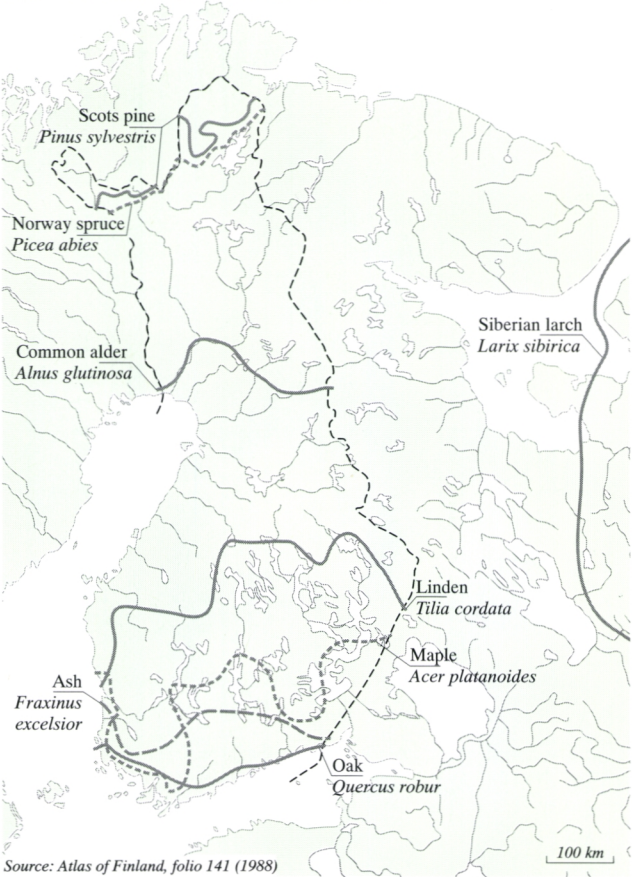 Scots pine
Pinus sylvestris
Norway spruce
Picea abies
Siberian larch
Larix sibirica
Common alder
Alnus glutinosa
Linden
Tilia cordata
Maple
Acer platanoides
Ash
Fraxinus
excelsior
Oak
Quercus robur
100 km
Source: Atlas of Finland, folio 141 (1988)